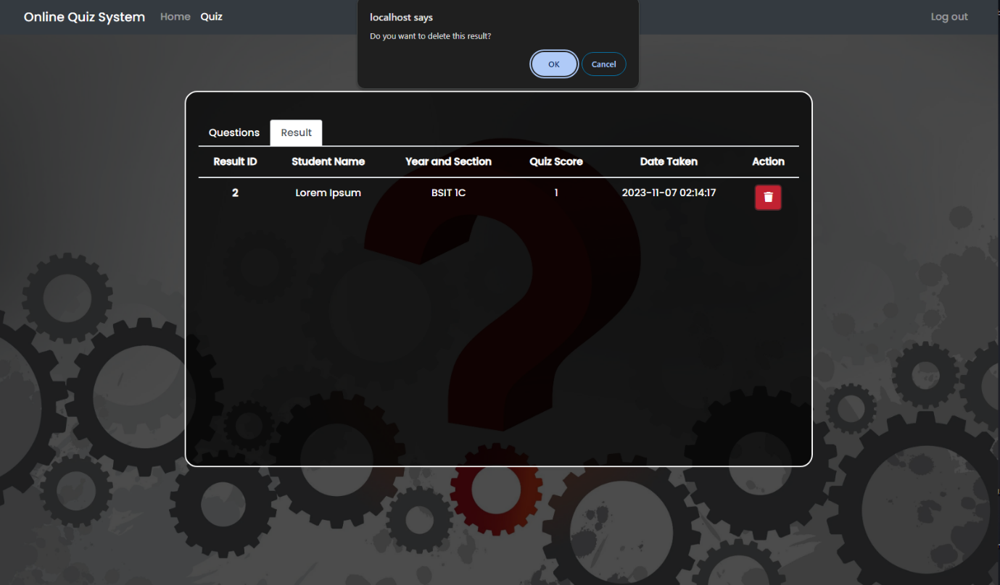 Online Quiz System Home Quiz Log out
localhost says
Do you want to delete this result?
OK Cancel
Questions Result
Result ID Student Name Year and Section Quiz Score Date Taken Action
2 Lorem Ipsum BSIT 1C 1 2023-11-07 02:14:17